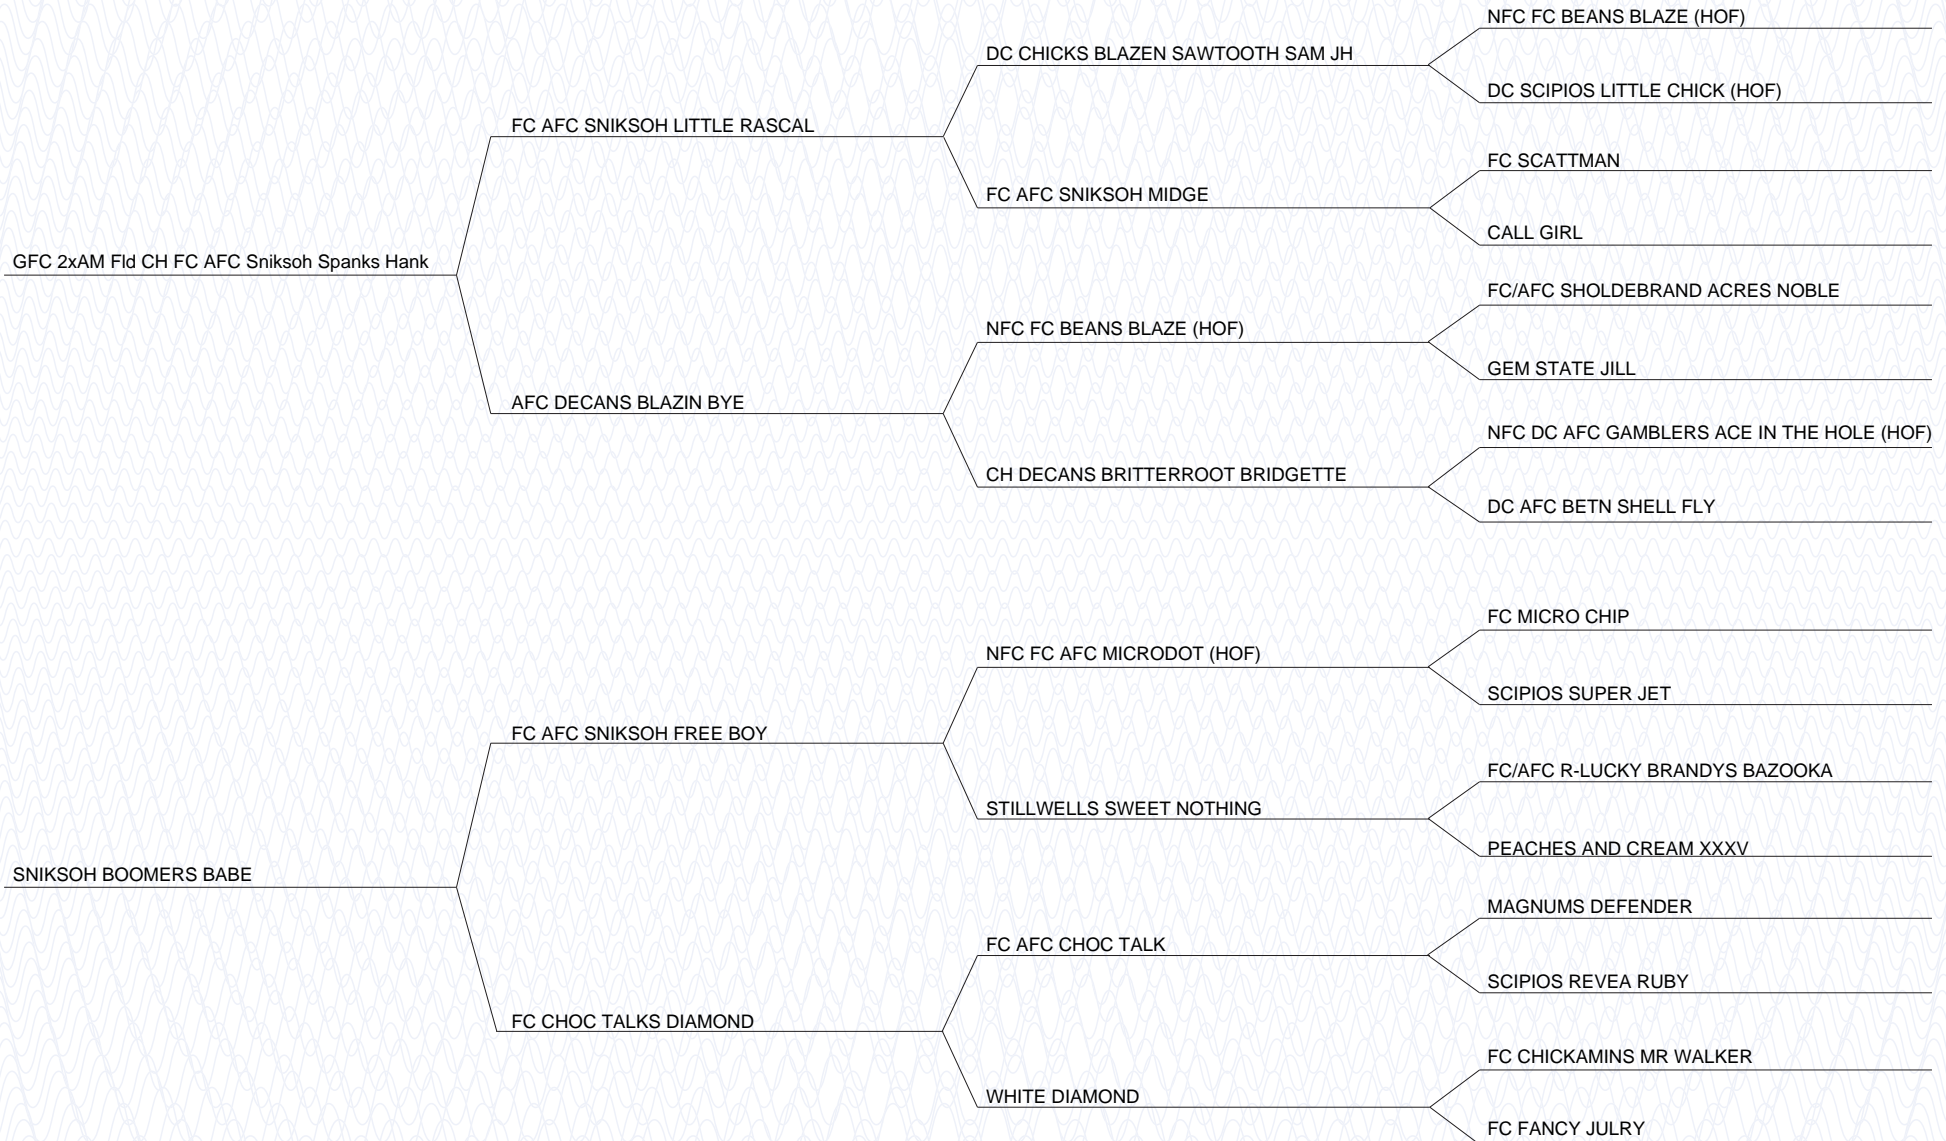 NFC FC BEANS BLAZE (HOF)
DC CHICKS BLAZEN SAWTOOTH SAM JH
DC SCIPIOS LITTLE CHICK (HOF)
FC AFC SNIKSOH LITTLE RASCAL
FC SCATTMAN
FC AFC SNIKSOH MIDGE
CALL GIRL
GFC 2xAM Fld CH FC AFC Sniksoh Spanks Hank
FC/AFC SHOLDEBRAND ACRES NOBLE
NFC FC BEANS BLAZE (HOF)
GEM STATE JILL
AFC DECANS BLAZIN BYE
NFC DC AFC GAMBLERS ACE IN THE HOLE (HOF)
CH DECANS BRITTERROOT BRIDGETTE
DC AFC BETN SHELL FLY
FC MICRO CHIP
NFC FC AFC MICRODOT (HOF)
SCIPIOS SUPER JET
FC AFC SNIKSOH FREE BOY
FC/AFC R-LUCKY BRANDYS BAZOOKA
STILLWELLS SWEET NOTHING
PEACHES AND CREAM XXXV
SNIKSOH BOOMERS BABE
MAGNUMS DEFENDER
FC AFC CHOC TALK
SCIPIOS REVEA RUBY
FC CHOC TALKS DIAMOND
FC CHICKAMINS MR WALKER
WHITE DIAMOND
FC FANCY JULRY